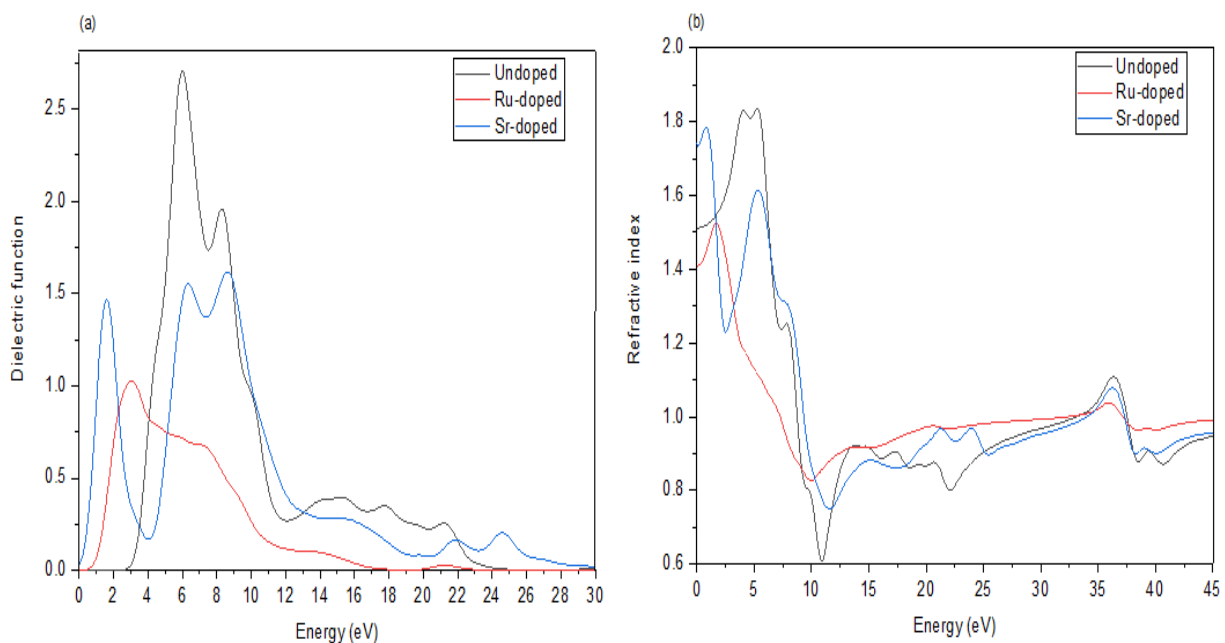 (a)
Dielectric function
2.5
2.0
1.5
1.0
0.5
0.0
Undoped
Ru-doped
Sr-doped
0 2 4 6 8 10 12 14 16 18 20 22 24 26 28 30
Energy (eV)
(b)
Refractive index
2.0
1.8
1.6
1.4
1.2
1.0
0.8
0.6
Undoped
Ru-doped
Sr-doped
0 5 10 15 20 25 30 35 40 45
Energy (eV)